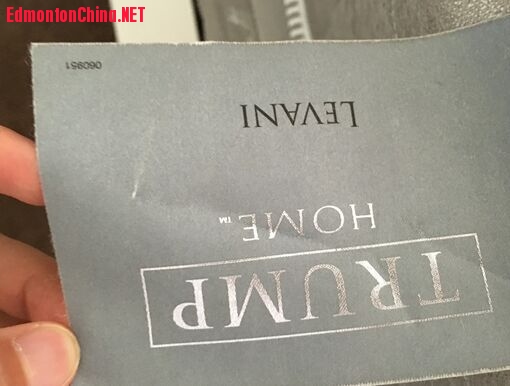 EdmontonChina.NET
TRUMP
HOME™
LEVANI
060951